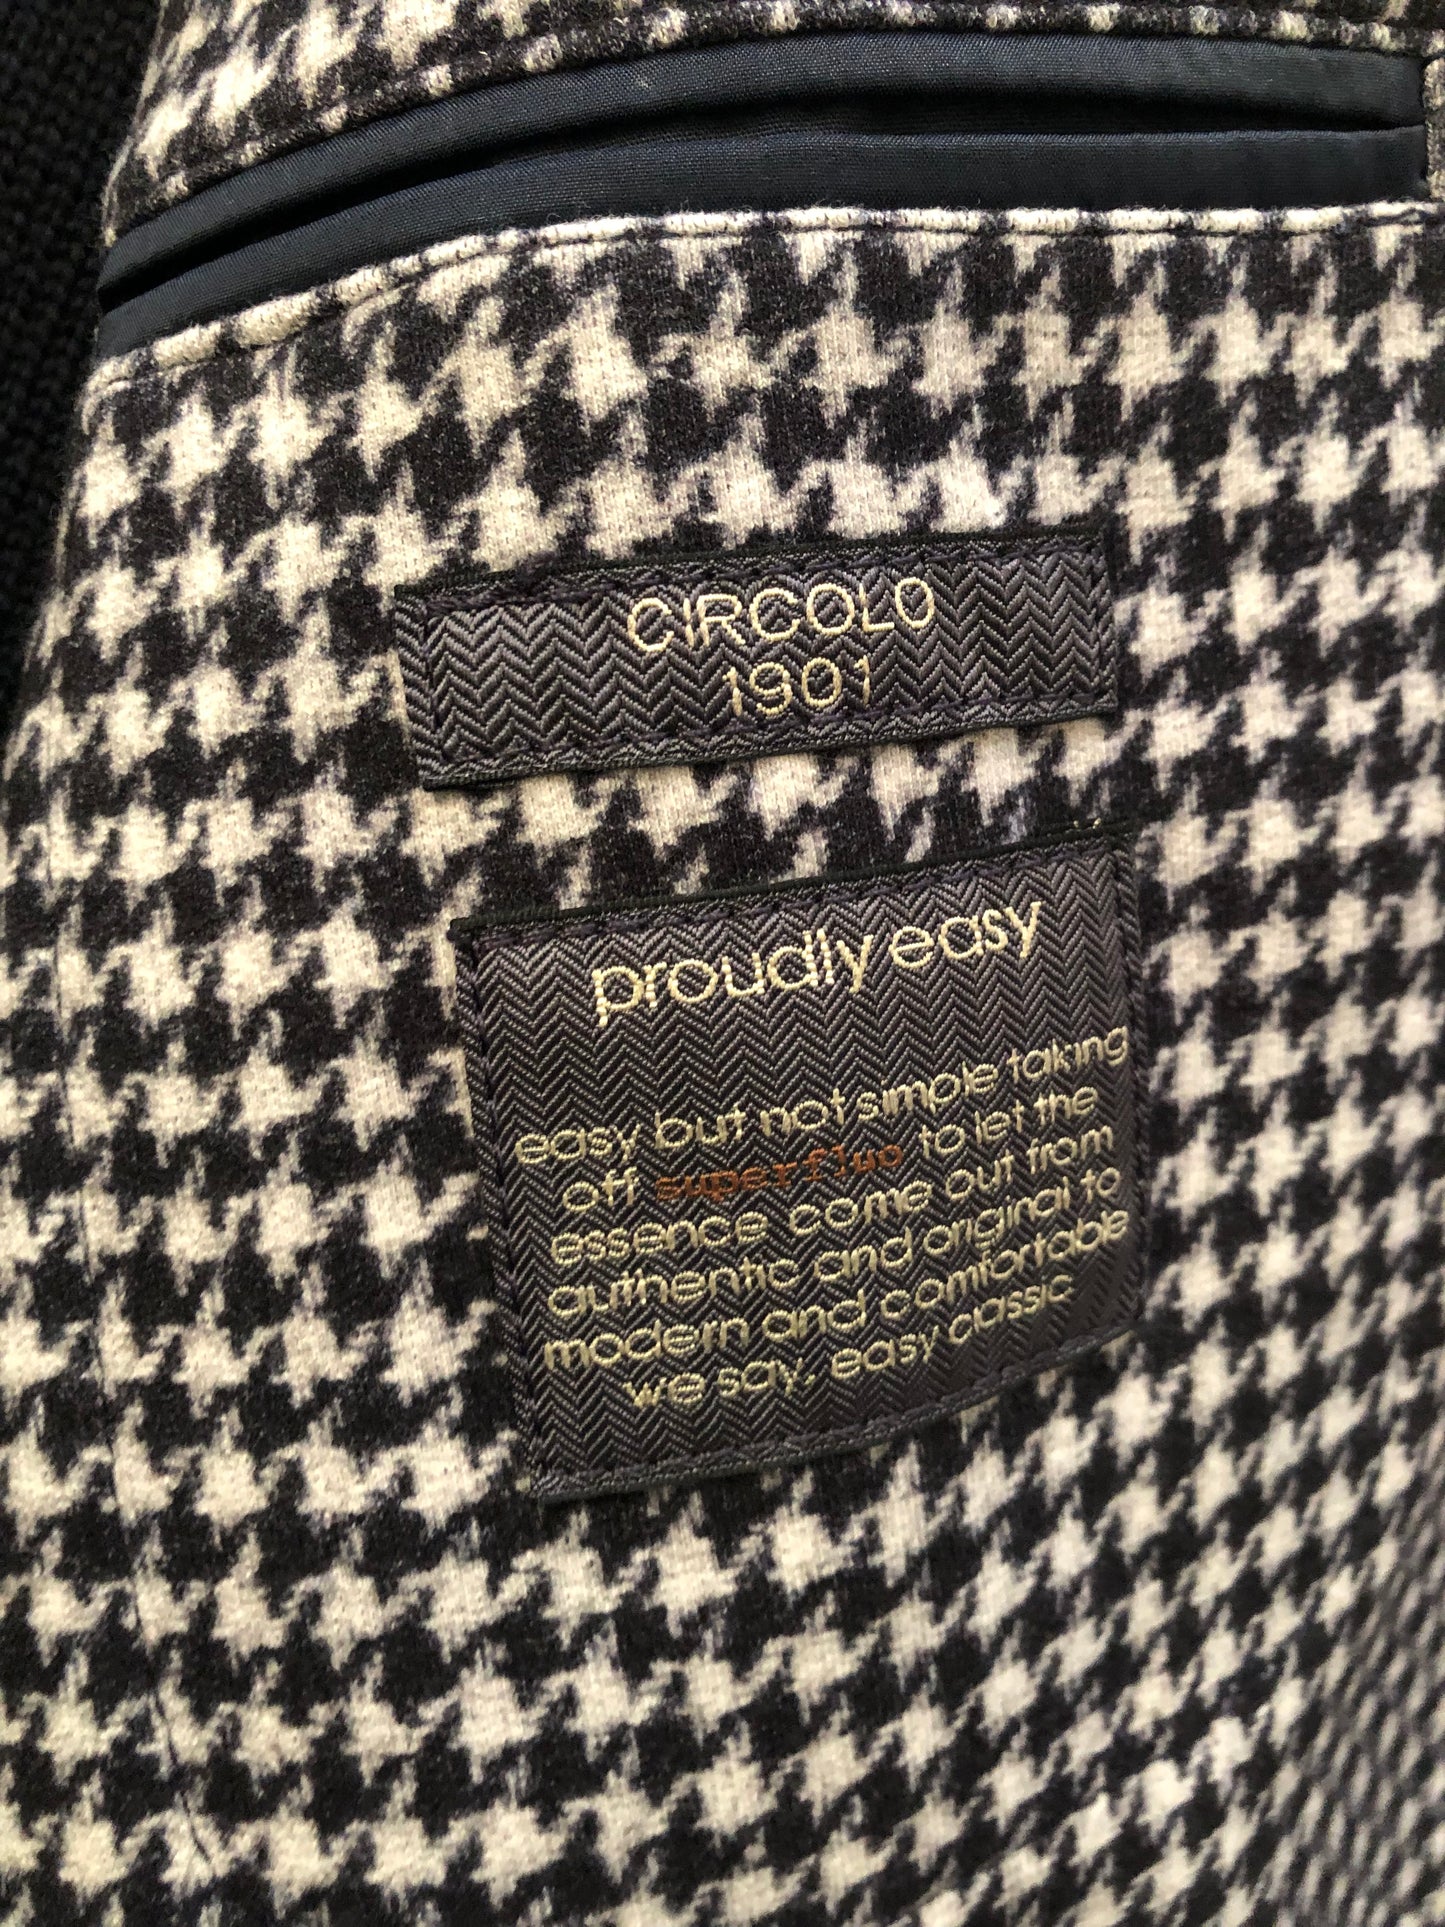 CIRCOLO
1901
proudly easy
easy but not simple taking
off superfluo to let the
essence come out from
authentic and original to
modern and comfortable
we say, easy classic